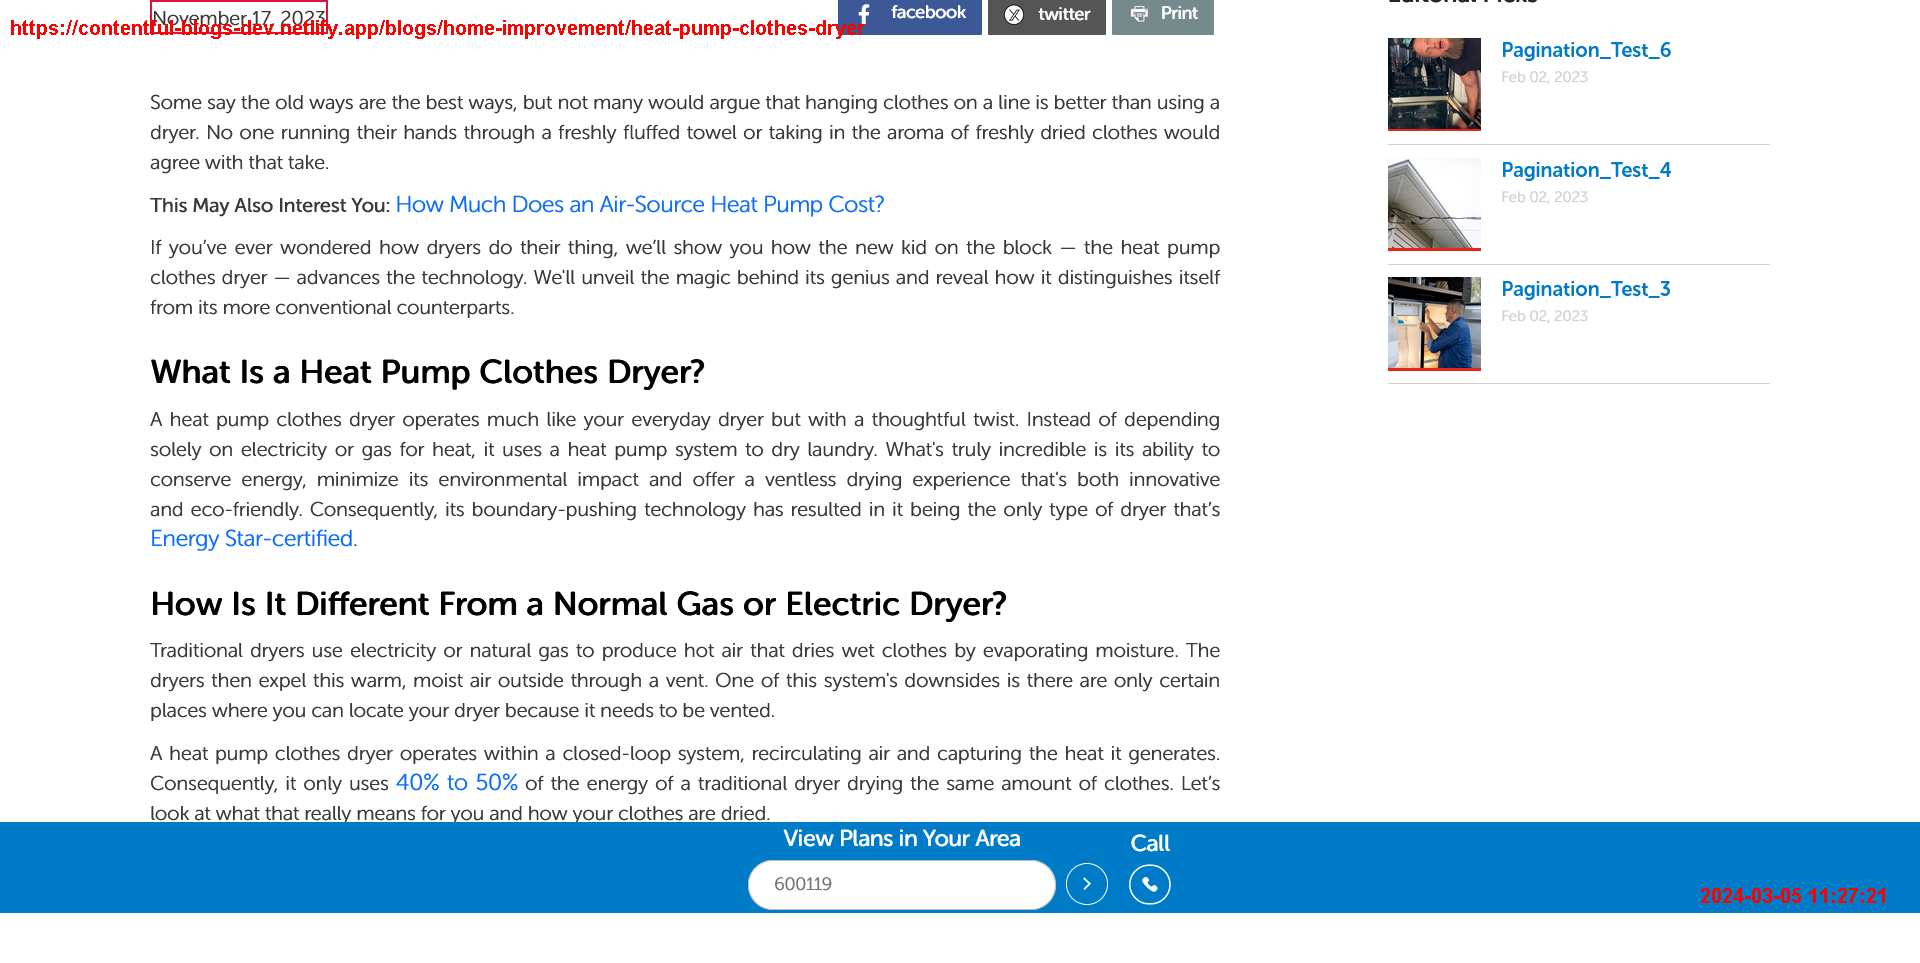 November 17, 2023
https://contentful-blogs-dev.netlify.app/blogs/home-improvement/heat-pump-clothes-dryer
facebook
twitter
Print
Some say the old ways are the best ways, but not many would argue that hanging clothes on a line is better than using a
dryer. No one running their hands through a freshly fluffed towel or taking in the aroma of freshly dried clothes would
agree with that take.
This May Also Interest You: How Much Does an Air-Source Heat Pump Cost?
If you’ve ever wondered how dryers do their thing, we’ll show you how the new kid on the block — the heat pump
clothes dryer — advances the technology. We'll unveil the magic behind its genius and reveal how it distinguishes itself
from its more conventional counterparts.
What Is a Heat Pump Clothes Dryer?
A heat pump clothes dryer operates much like your everyday dryer but with a thoughtful twist. Instead of depending
solely on electricity or gas for heat, it uses a heat pump system to dry laundry. What's truly incredible is its ability to
conserve energy, minimize its environmental impact and offer a ventless drying experience that's both innovative
and eco-friendly. Consequently, its boundary-pushing technology has resulted in it being the only type of dryer that’s
Energy Star-certified.
How Is It Different From a Normal Gas or Electric Dryer?
Traditional dryers use electricity or natural gas to produce hot air that dries wet clothes by evaporating moisture. The
dryers then expel this warm, moist air outside through a vent. One of this system's downsides is there are only certain
places where you can locate your dryer because it needs to be vented.
A heat pump clothes dryer operates within a closed-loop system, recirculating air and capturing the heat it generates.
Consequently, it only uses 40% to 50% of the energy of a traditional dryer drying the same amount of clothes. Let’s
look at what that really means for you and how your clothes are dried.
Editorial Picks
Pagination_Test_6
Feb 02, 2023
Pagination_Test_4
Feb 02, 2023
Pagination_Test_3
Feb 02, 2023
View Plans in Your Area
600119
Call
2024-03-05 11:27:21